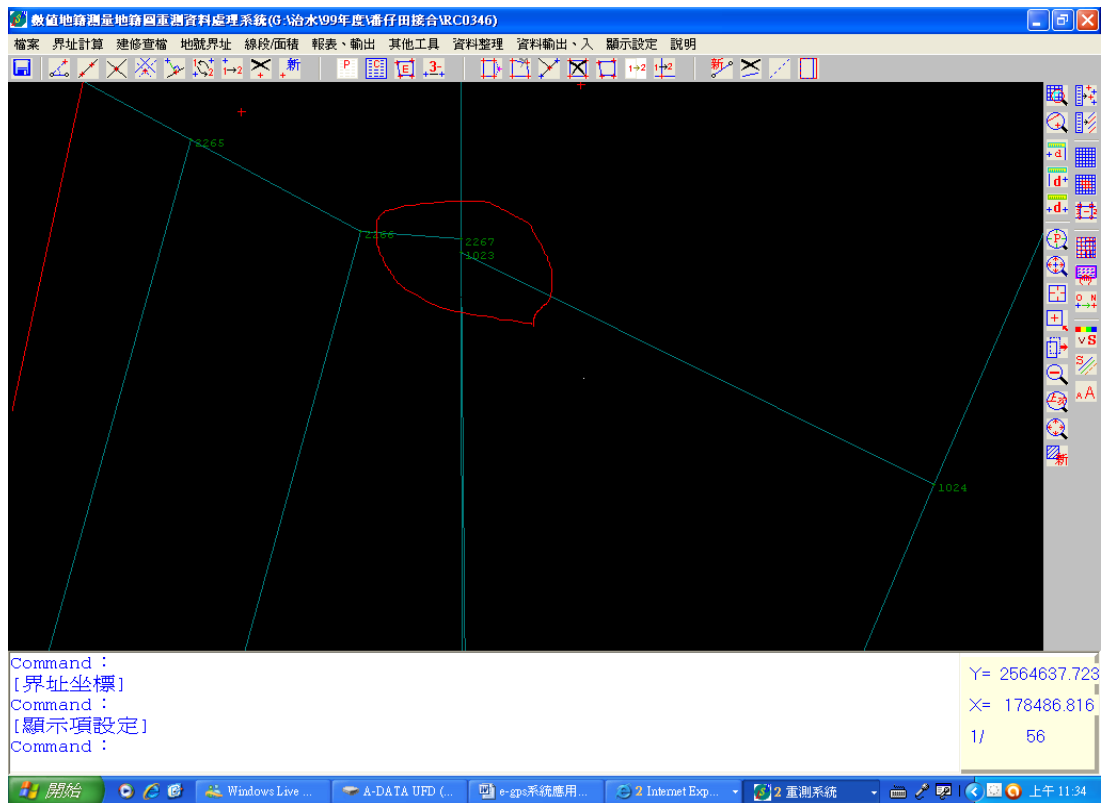 數值地籍測量地籍圖重測資料處理系統(G:\治水\99年度\番仔田接合\RC0346)
檔案 界址計算 建修查檔 地號界址 線段/面積 報表、輸出 其他工具 資料整理 資料輸出、入 顯示設定 說明
2265
2266
2267
1023
1024
Command：
[界址坐標]
Command：
[顯示項設定]
Command：
Y= 2564637.723
X= 178486.816
1/ 56
開始 Windows Live ... A-DATA UFD (... e-gps系統應用... 2 Internet Exp... 2 重測系統 上午 11:34